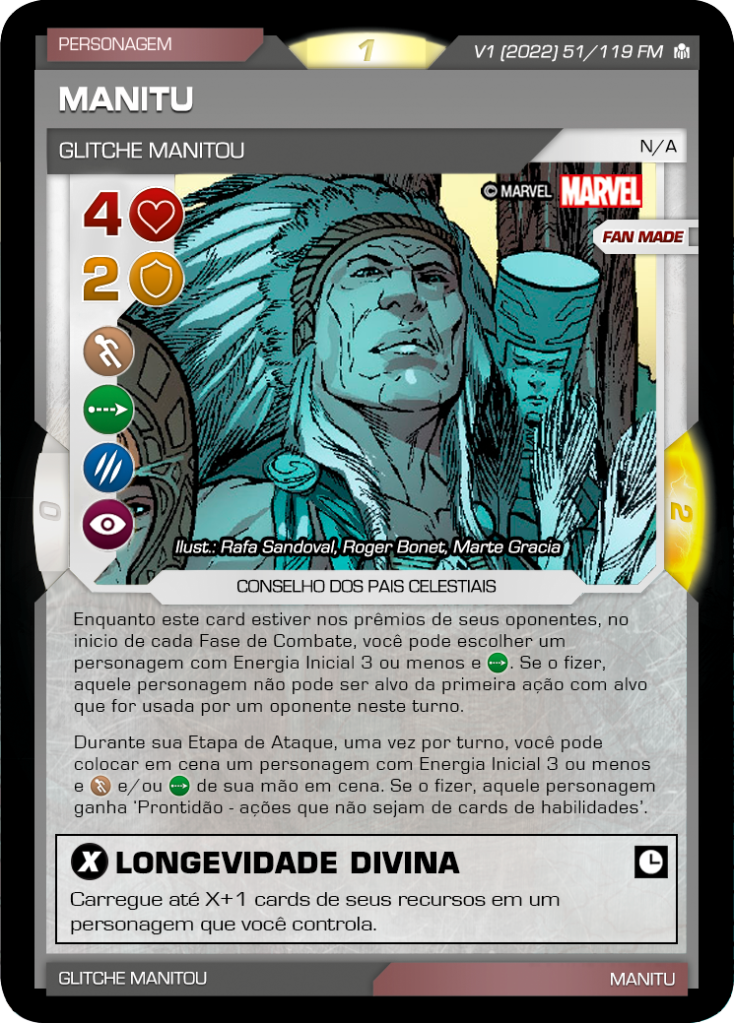 PERSONAGEM
1
V1 (2022) 51/119 FM
MANITU
GLITCHE MANITOU
N/A
© MARVEL MARVEL
4
FAN MADE
2
0
2
Ilust.: Rafa Sandoval, Roger Bonet, Marte Gracia
CONSELHO DOS PAIS CELESTIAIS
Enquanto este card estiver nos prêmios de seus oponentes, no
inicio de cada Fase de Combate, você pode escolher um
personagem com Energia Inicial 3 ou menos e . Se o fizer,
aquele personagem não pode ser alvo da primeira ação com alvo
que for usada por um oponente neste turno.
Durante sua Etapa de Ataque, uma vez por turno, você pode
colocar em cena um personagem com Energia Inicial 3 ou menos
e e/ou de sua mão em cena. Se o fizer, aquele personagem
ganha 'Prontidão - ações que não sejam de cards de habilidades'.
X LONGEVIDADE DIVINA
Carregue até X+1 cards de seus recursos em um
personagem que você controla.
GLITCHE MANITOU
MANITU